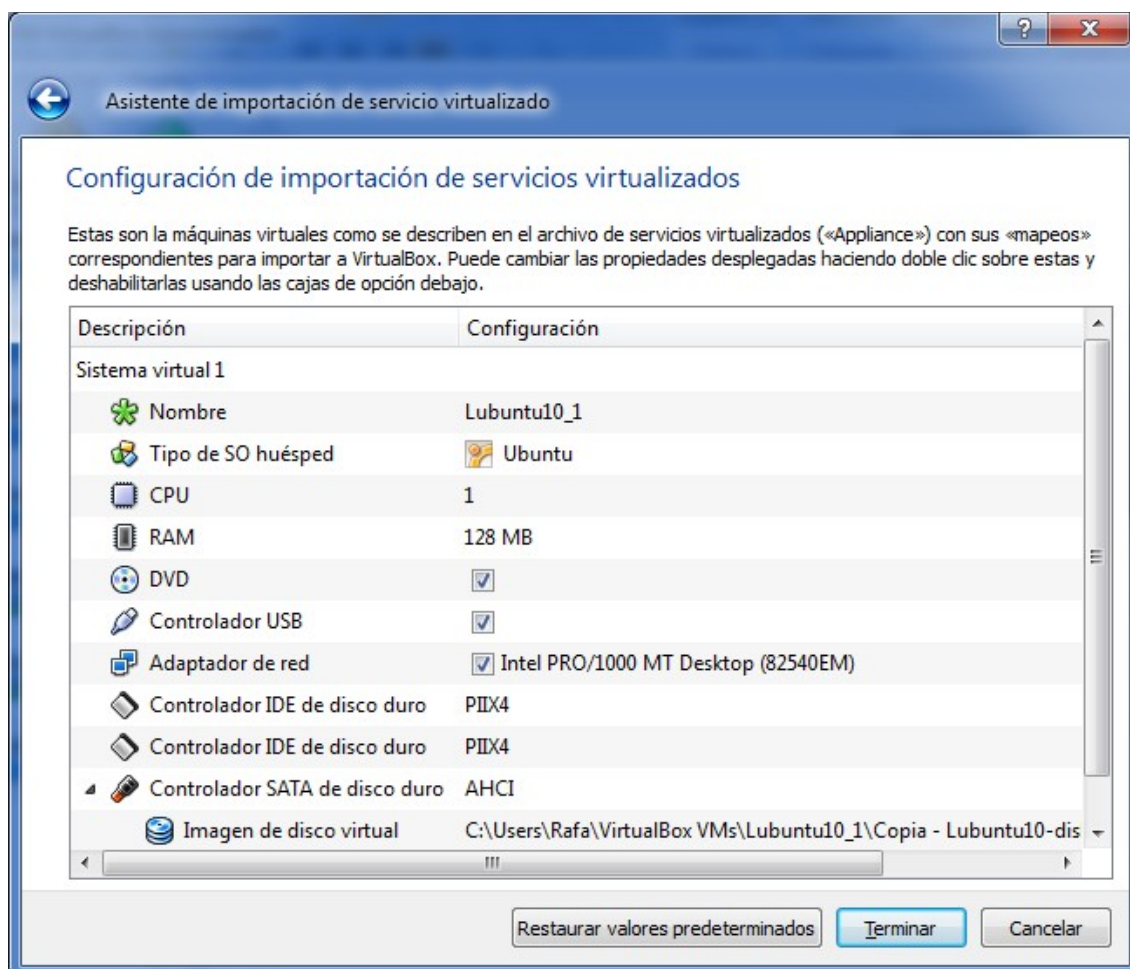 Asistente de importación de servicio virtualizado
Configuración de importación de servicios virtualizados
Estas son la máquinas virtuales como se describen en el archivo de servicios virtualizados («Appliance») con sus «mapeos»
correspondientes para importar a VirtualBox. Puede cambiar las propiedades desplegadas haciendo doble clic sobre estas y
deshabilitarlas usando las cajas de opción debajo.
Descripción Configuración
Sistema virtual 1
Nombre Lubuntu10_1
Tipo de SO huésped Ubuntu
CPU 1
RAM 128 MB
DVD
Controlador USB
Adaptador de red Intel PRO/1000 MT Desktop (82540EM)
Controlador IDE de disco duro PIIX4
Controlador IDE de disco duro PIIX4
Controlador SATA de disco duro AHCI
Imagen de disco virtual C:\Users\Rafa\VirtualBox VMs\Lubuntu10_1\Copia - Lubuntu10-dis
Restaurar valores predeterminados Terminar Cancelar